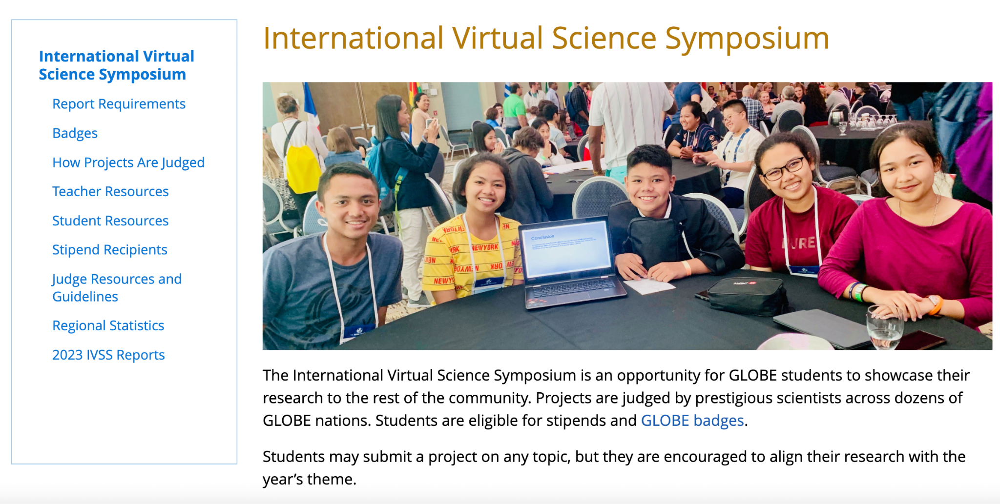 International Virtual
Science Symposium
Report Requirements
Badges
How Projects Are Judged
Teacher Resources
Student Resources
Stipend Recipients
Judge Resources and
Guidelines
Regional Statistics
2023 IVSS Reports
International Virtual Science Symposium
NEWYORK
NEWYORK
NEWYORK
Conclusion
The International Virtual Science Symposium is an opportunity for GLOBE students to showcase their
research to the rest of the community. Projects are judged by prestigious scientists across dozens of
GLOBE nations. Students are eligible for stipends and GLOBE badges.
Students may submit a project on any topic, but they are encouraged to align their research with the
year’s theme.